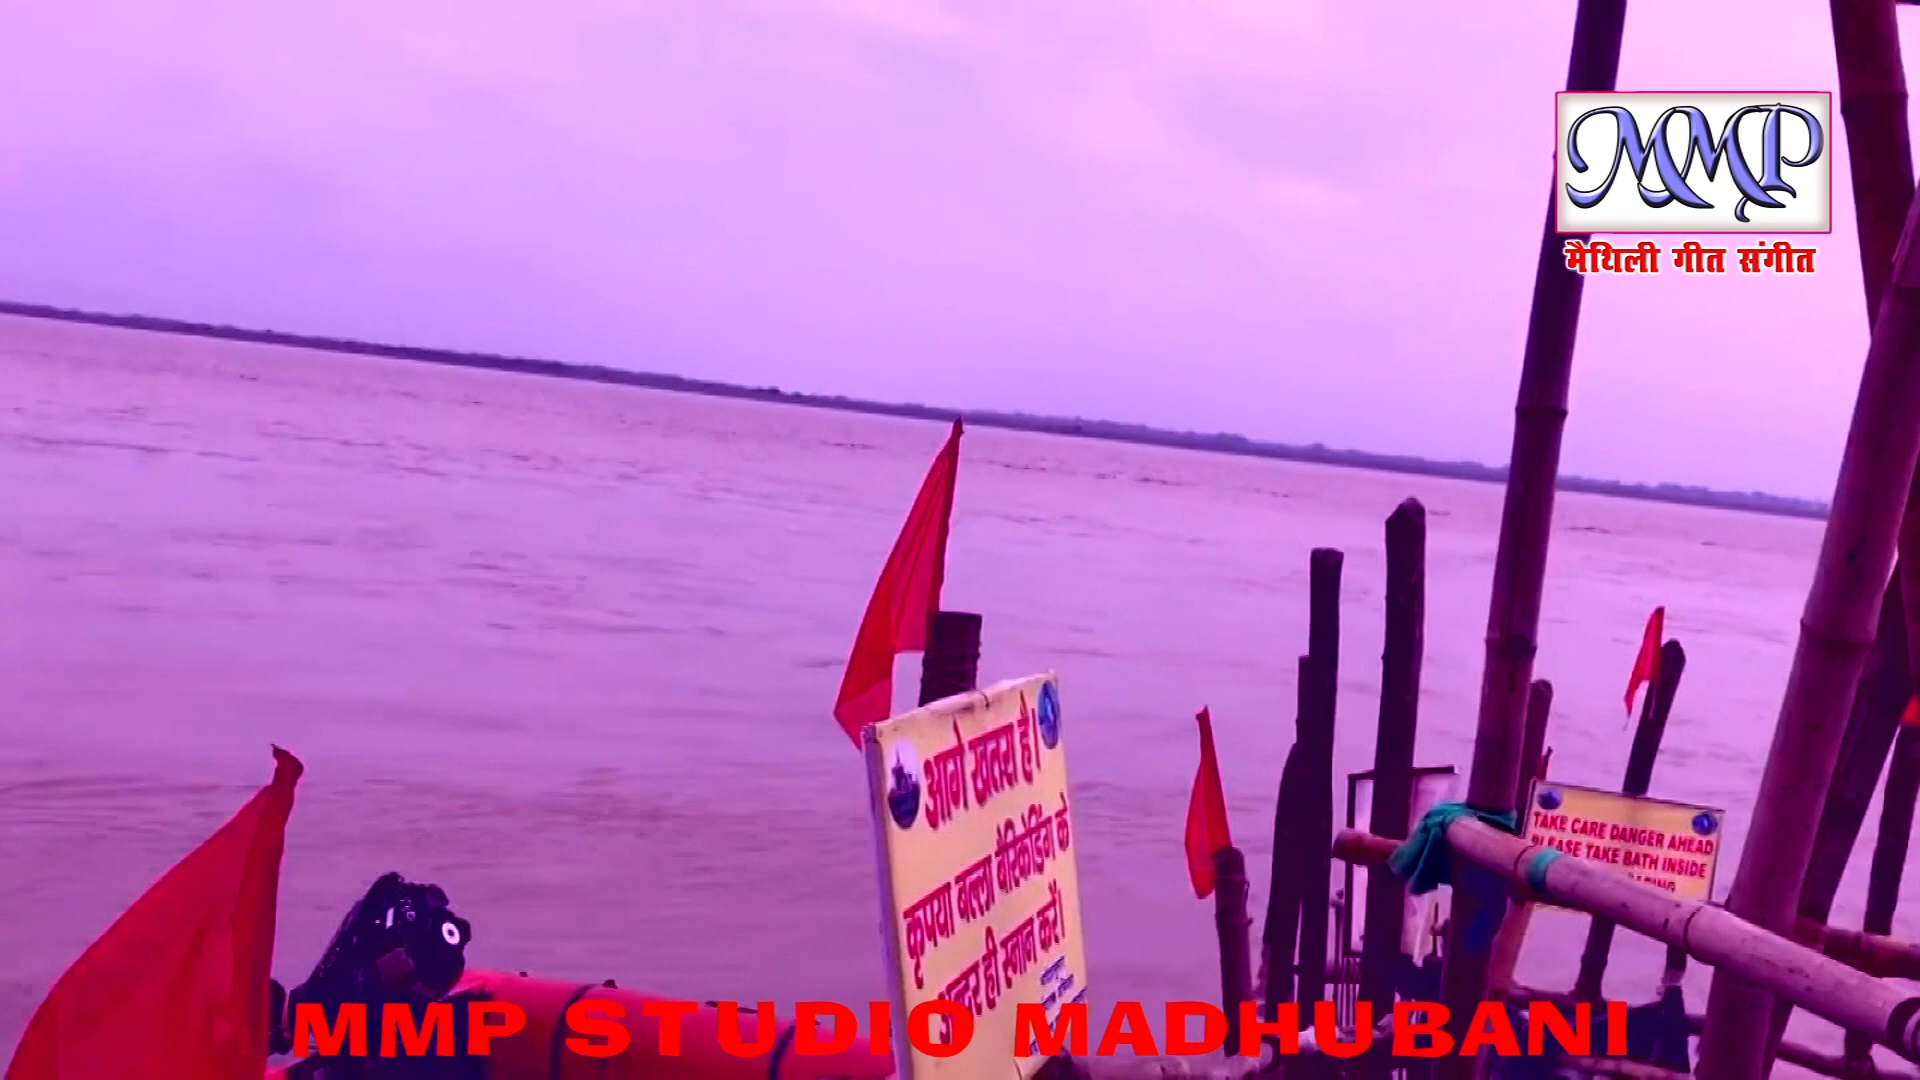 MMP
मैथिली गीत संगीत
आगे खतरा है।
कृपया बल्ला बैरिकेडिंग के
अन्दर ही स्नान करें।
TAKE CARE DANGER AHEAD
PLEASE TAKE BATH INSIDE
MMP STUDIO MADHUBANI